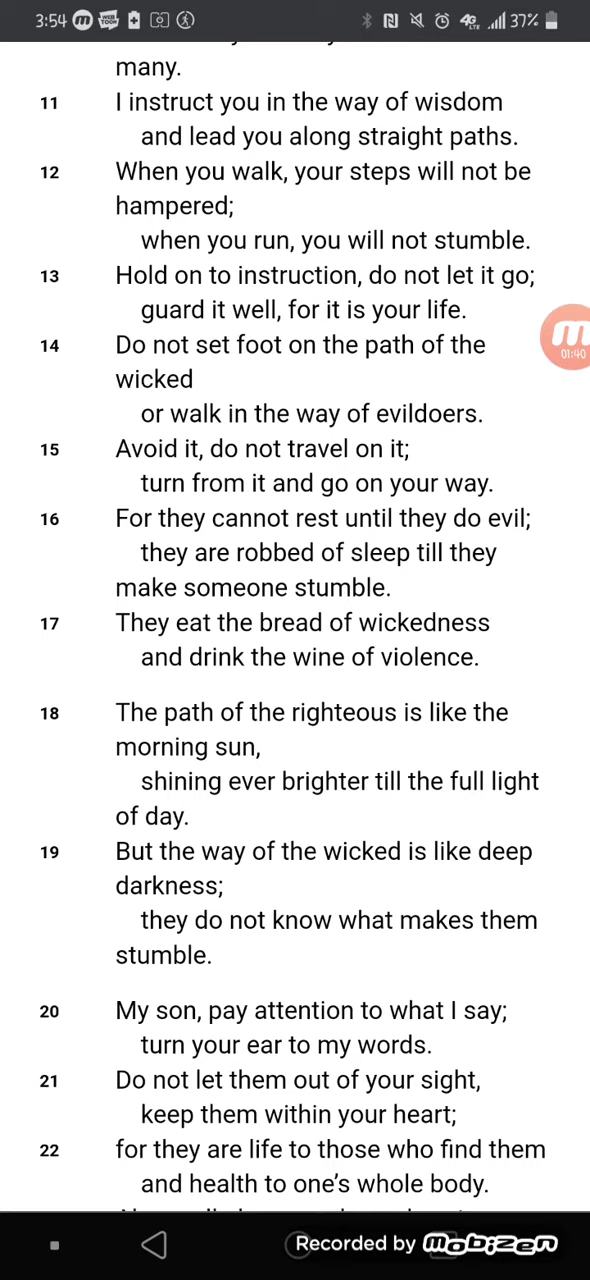 3:54
4G LTE 37%
many.
11 I instruct you in the way of wisdom
and lead you along straight paths.
12 When you walk, your steps will not be
hampered;
when you run, you will not stumble.
13 Hold on to instruction, do not let it go;
guard it well, for it is your life.
14 Do not set foot on the path of the
wicked
or walk in the way of evildoers.
01:40
15 Avoid it, do not travel on it;
turn from it and go on your way.
16 For they cannot rest until they do evil;
they are robbed of sleep till they
make someone stumble.
17 They eat the bread of wickedness
and drink the wine of violence.
18 The path of the righteous is like the
morning sun,
shining ever brighter till the full light
of day.
19 But the way of the wicked is like deep
darkness;
they do not know what makes them
stumble.
20 My son, pay attention to what I say;
turn your ear to my words.
21 Do not let them out of your sight,
keep them within your heart;
22 for they are life to those who find them
and health to one’s whole body.
Recorded by mobizen